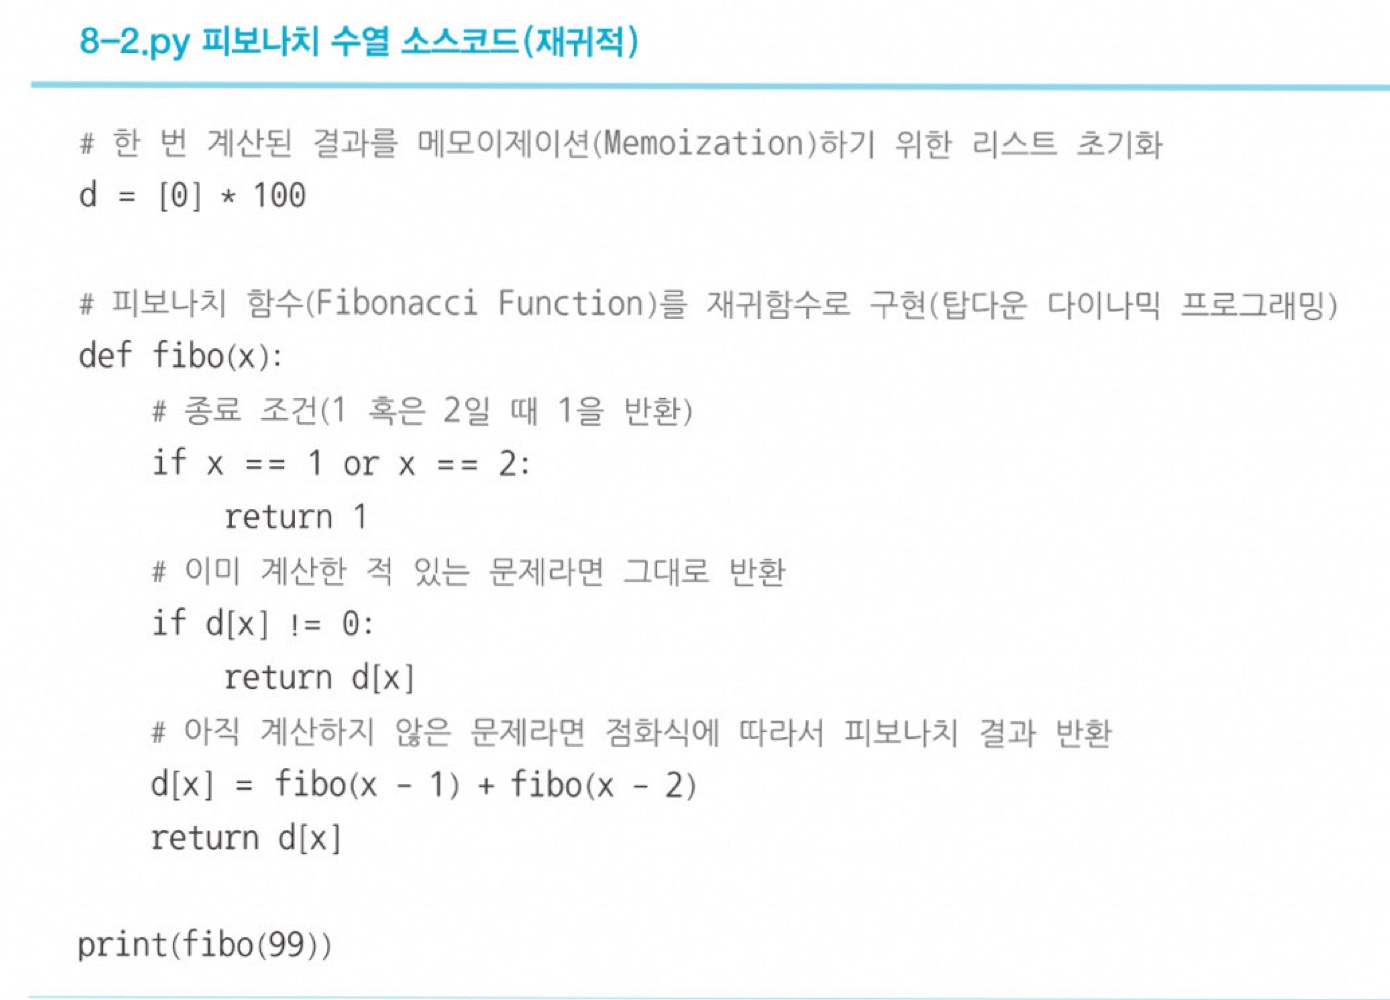 8-2.py 피보나치 수열 소스코드(재귀적)
# 한 번 계산된 결과를 메모이제이션(Memoization)하기 위한 리스트 초기화
d = [0] * 100
# 피보나치 함수(Fibonacci Function)를 재귀함수로 구현(탑다운 다이나믹 프로그래밍)
def fibo(x):
    # 종료 조건(1 혹은 2일 때 1을 반환)
    if x == 1 or x == 2:
        return 1
    # 이미 계산한 적 있는 문제라면 그대로 반환
    if d[x] != 0:
        return d[x]
    # 아직 계산하지 않은 문제라면 점화식에 따라서 피보나치 결과 반환
    d[x] = fibo(x - 1) + fibo(x - 2)
    return d[x]
print(fibo(99))